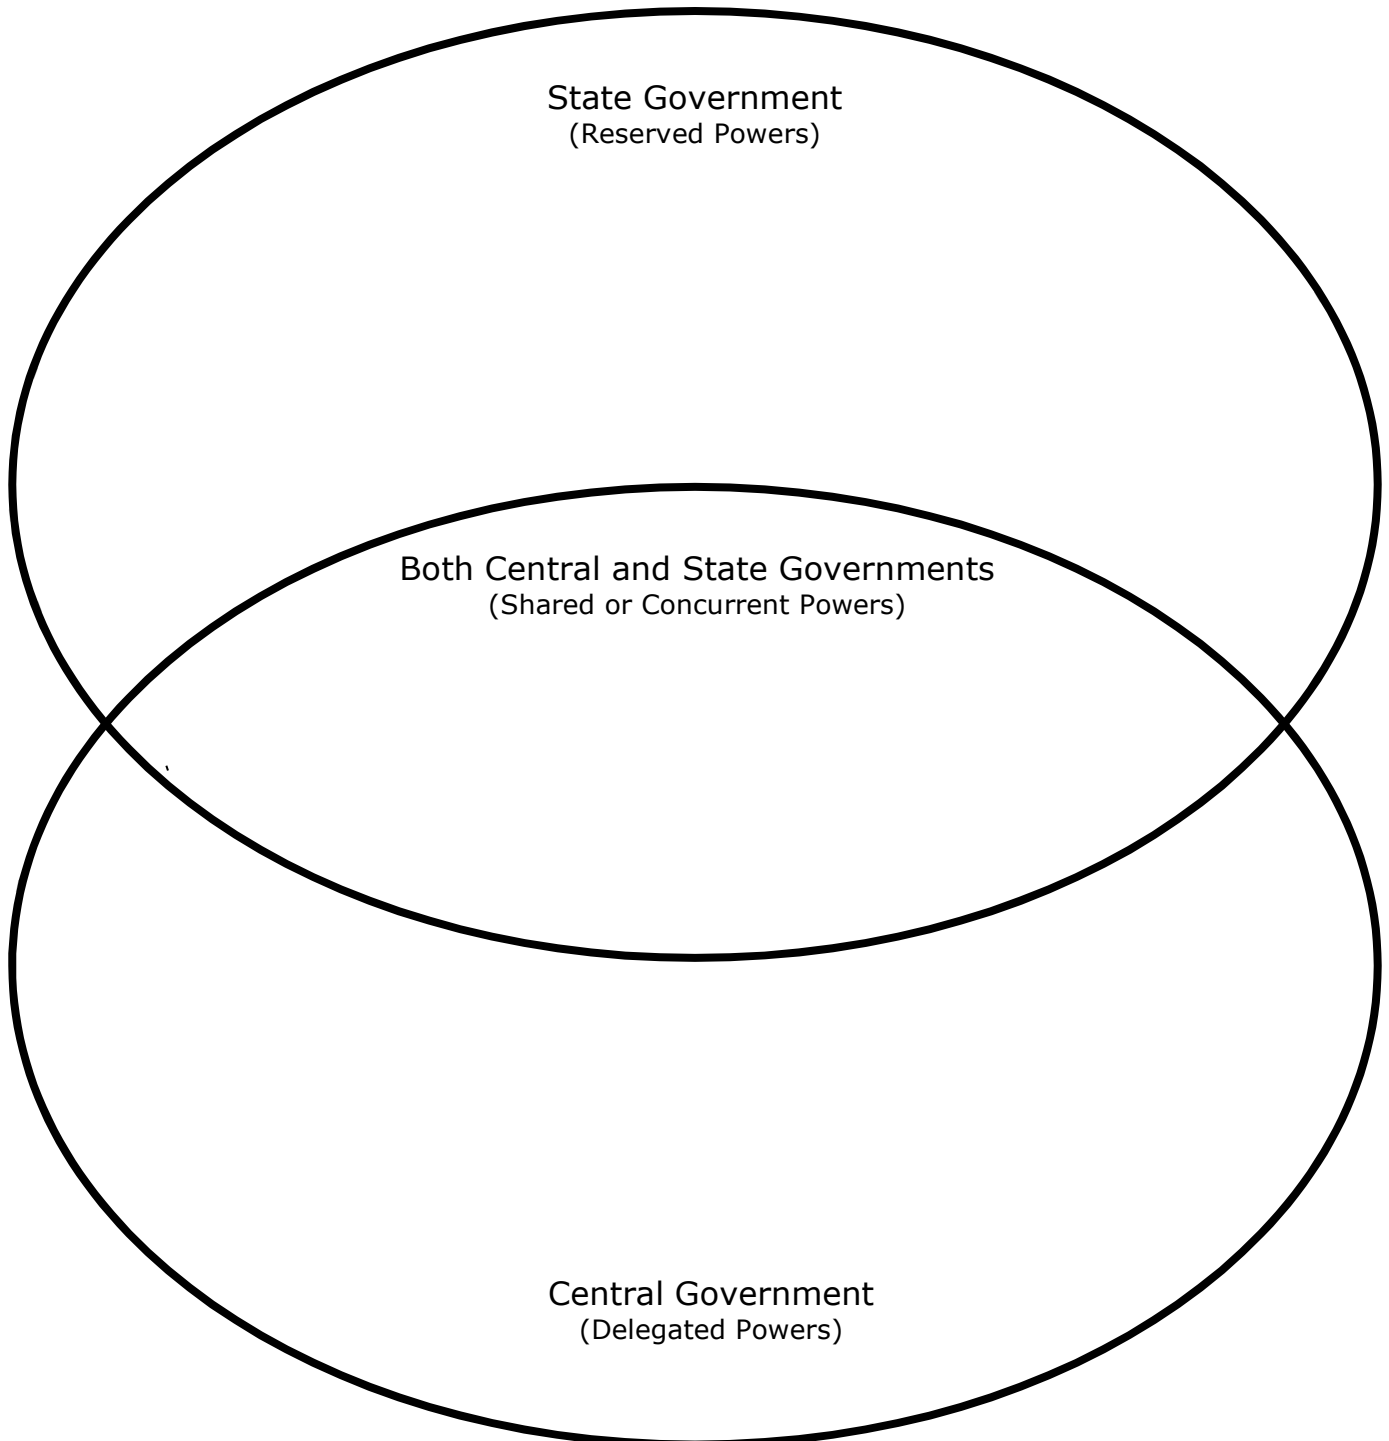 State Government
(Reserved Powers)
Both Central and State Governments
(Shared or Concurrent Powers)
Central Government
(Delegated Powers)